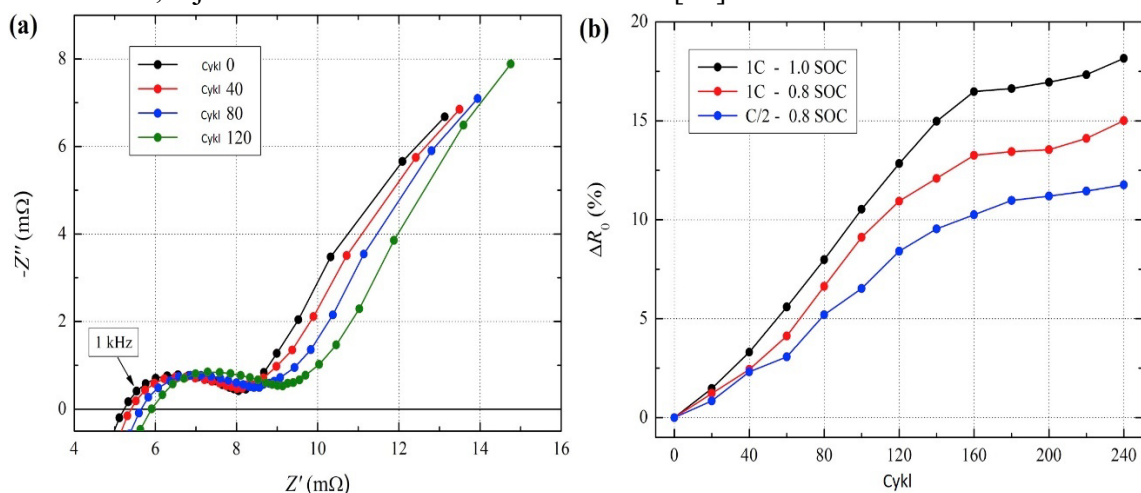 (a)
Cykl 0
Cykl 40
Cykl 80
Cykl 120
1 kHz
8
6
4
2
0
-Z'' (mΩ)
4 6 8 10 12 14 16
Z' (mΩ)
(b)
1C - 1.0 SOC
1C - 0.8 SOC
C/2 - 0.8 SOC
20
15
10
5
0
ΔR₀ (%)
0 40 80 120 160 200 240
Cykl